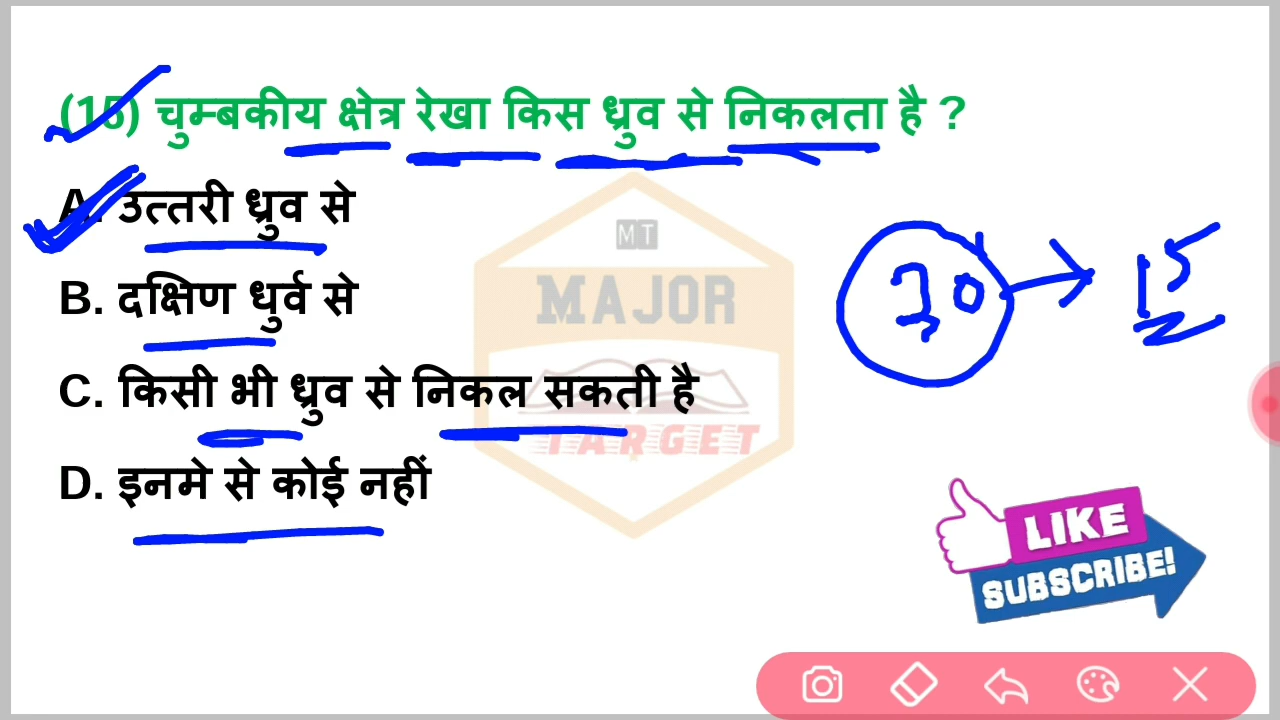 (15) चुम्बकीय क्षेत्र रेखा किस ध्रुव से निकलता है ?
A. उत्तरी ध्रुव से
B. दक्षिण धुर्व से
C. किसी भी ध्रुव से निकल सकती है
D. इनमे से कोई नहीं
30 → 15
MT
MAJOR
TARGET
LIKE
SUBSCRIBE!